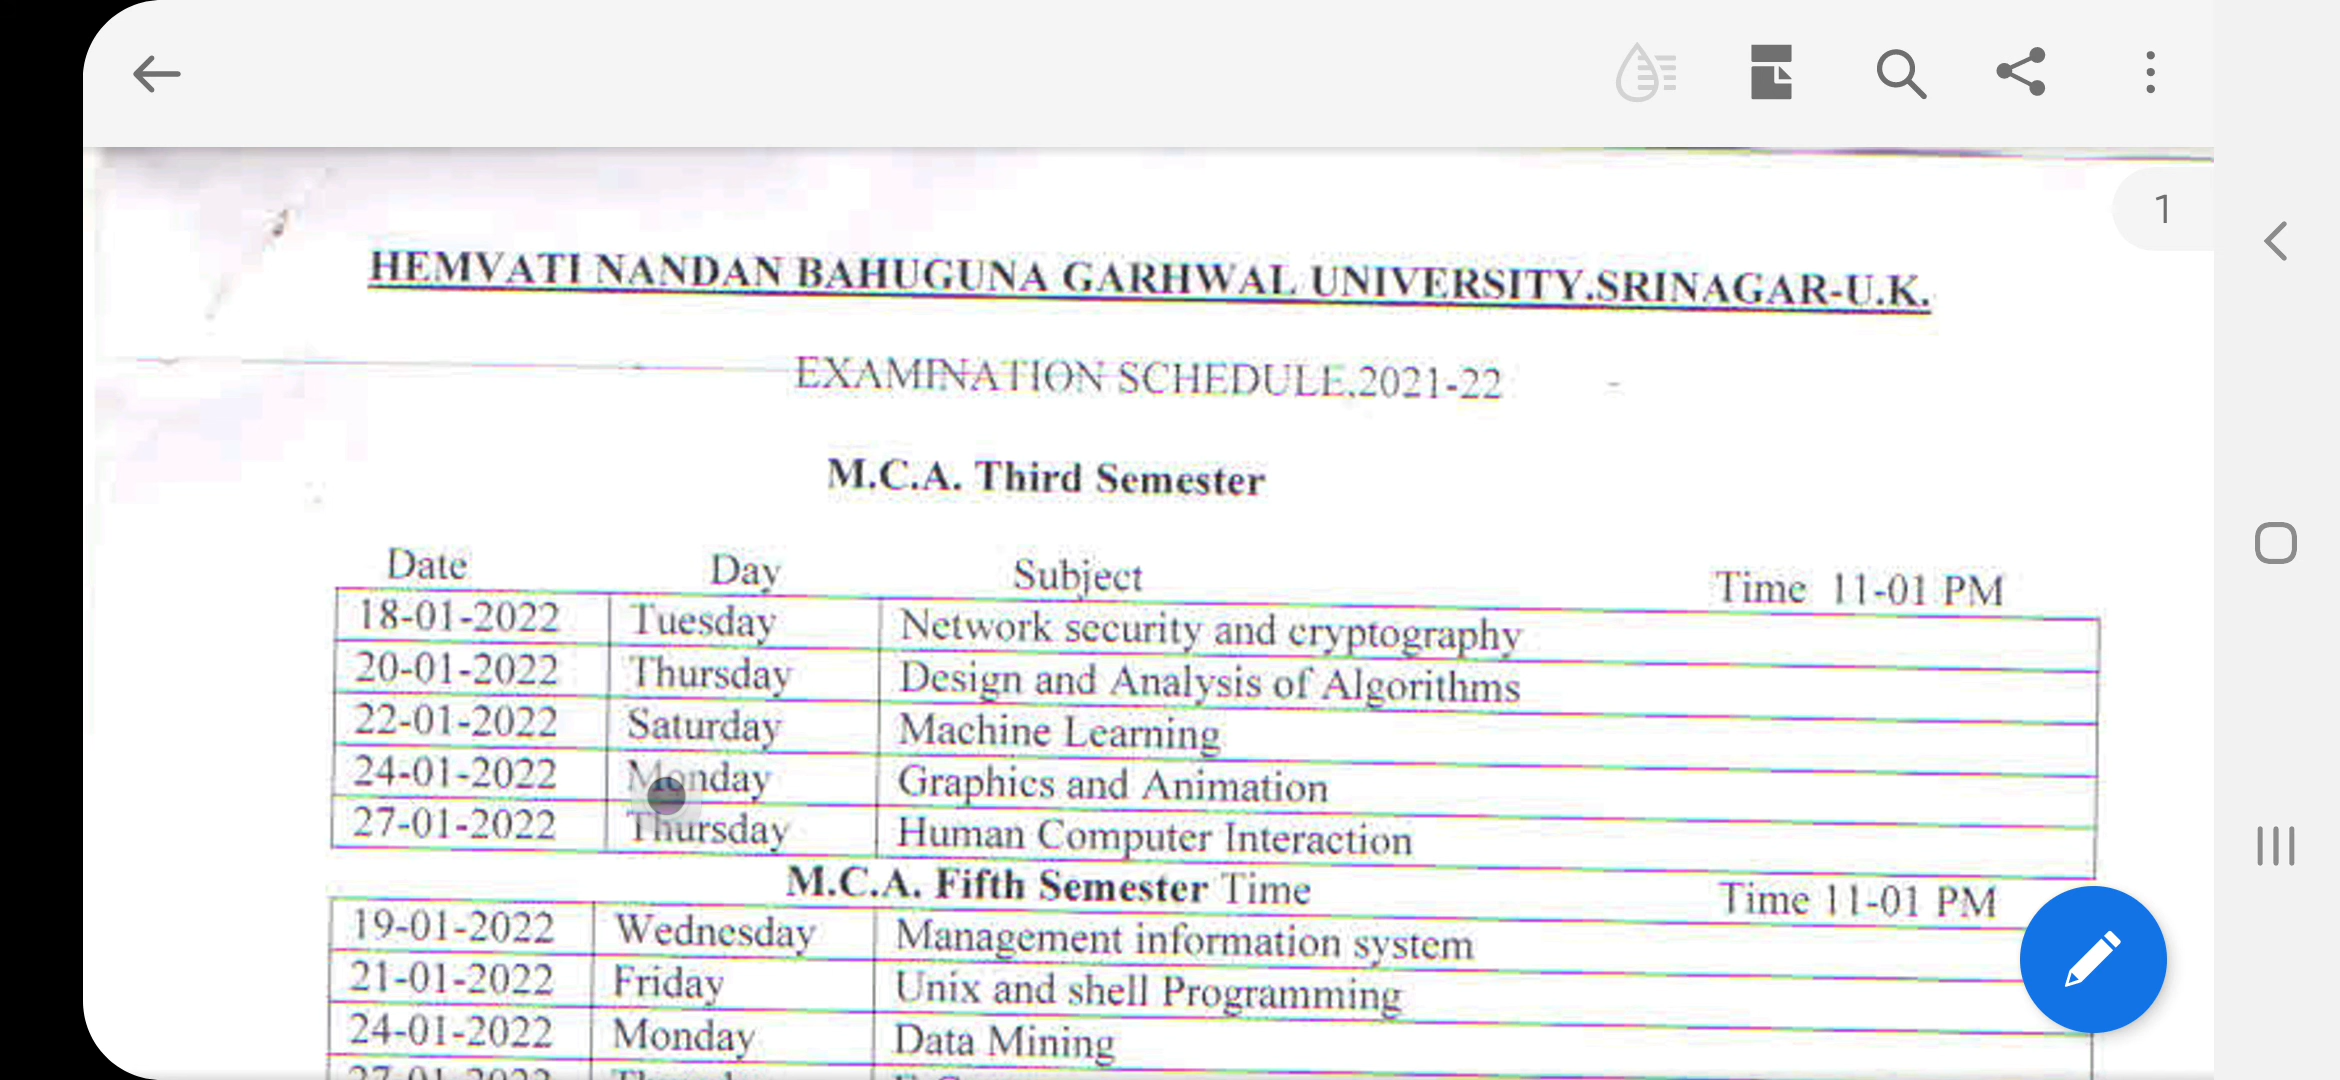 1
HEMVATI NANDAN BAHUGUNA GARHWAL UNIVERSITY.SRINAGAR-U.K.
EXAMINATION SCHEDULE.2021-22
M.C.A. Third Semester
Date Day Subject Time 11-01 PM
18-01-2022 Tuesday Network security and cryptography
20-01-2022 Thursday Design and Analysis of Algorithms
22-01-2022 Saturday Machine Learning
24-01-2022 Monday Graphics and Animation
27-01-2022 Thursday Human Computer Interaction
M.C.A. Fifth Semester Time Time 11-01 PM
19-01-2022 Wednesday Management information system
21-01-2022 Friday Unix and shell Programming
24-01-2022 Monday Data Mining
27-01-2022